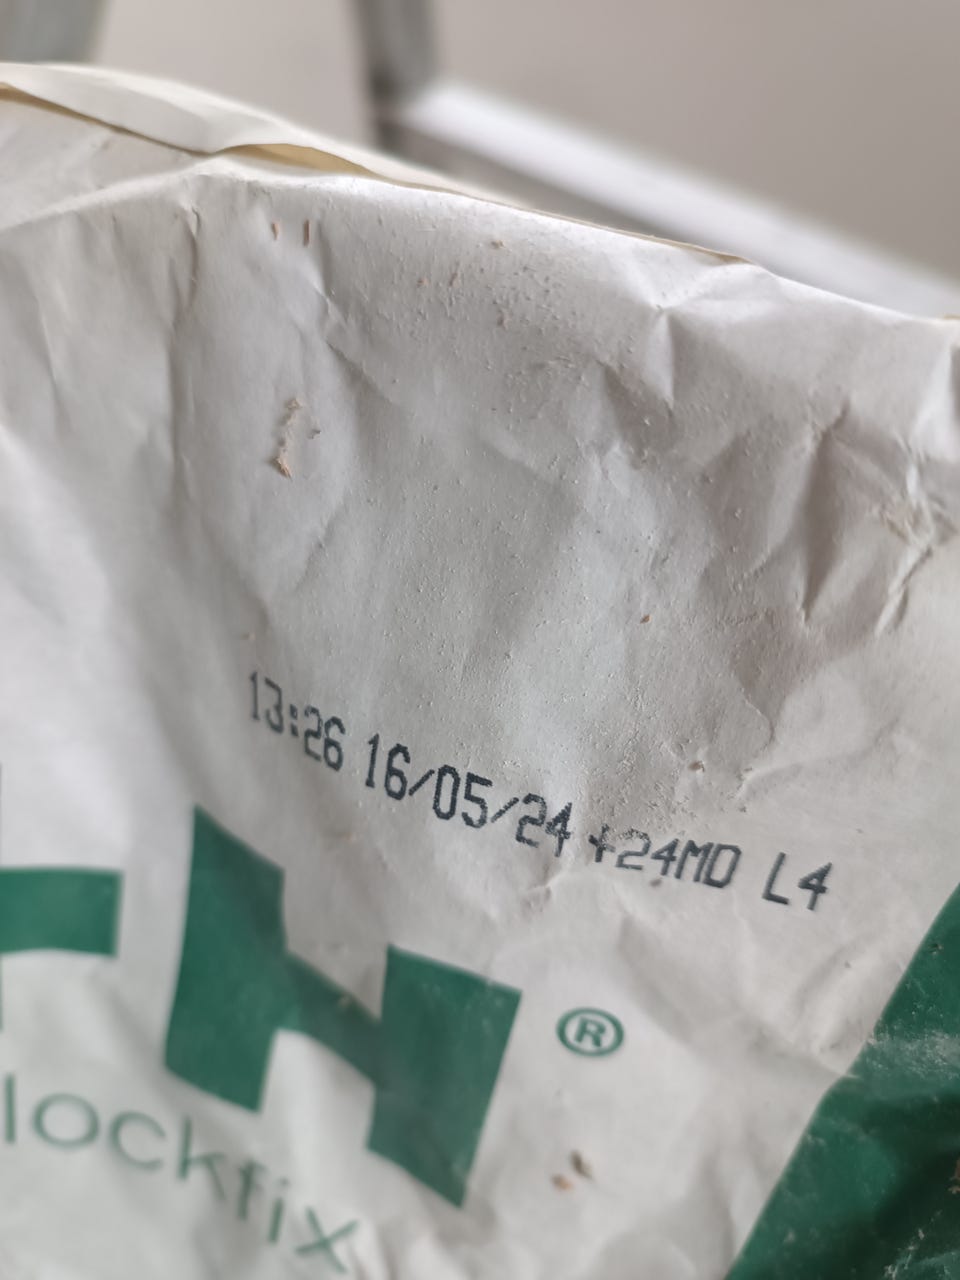 13:26 16/05/24 +24MD L4
N ®
lockfix